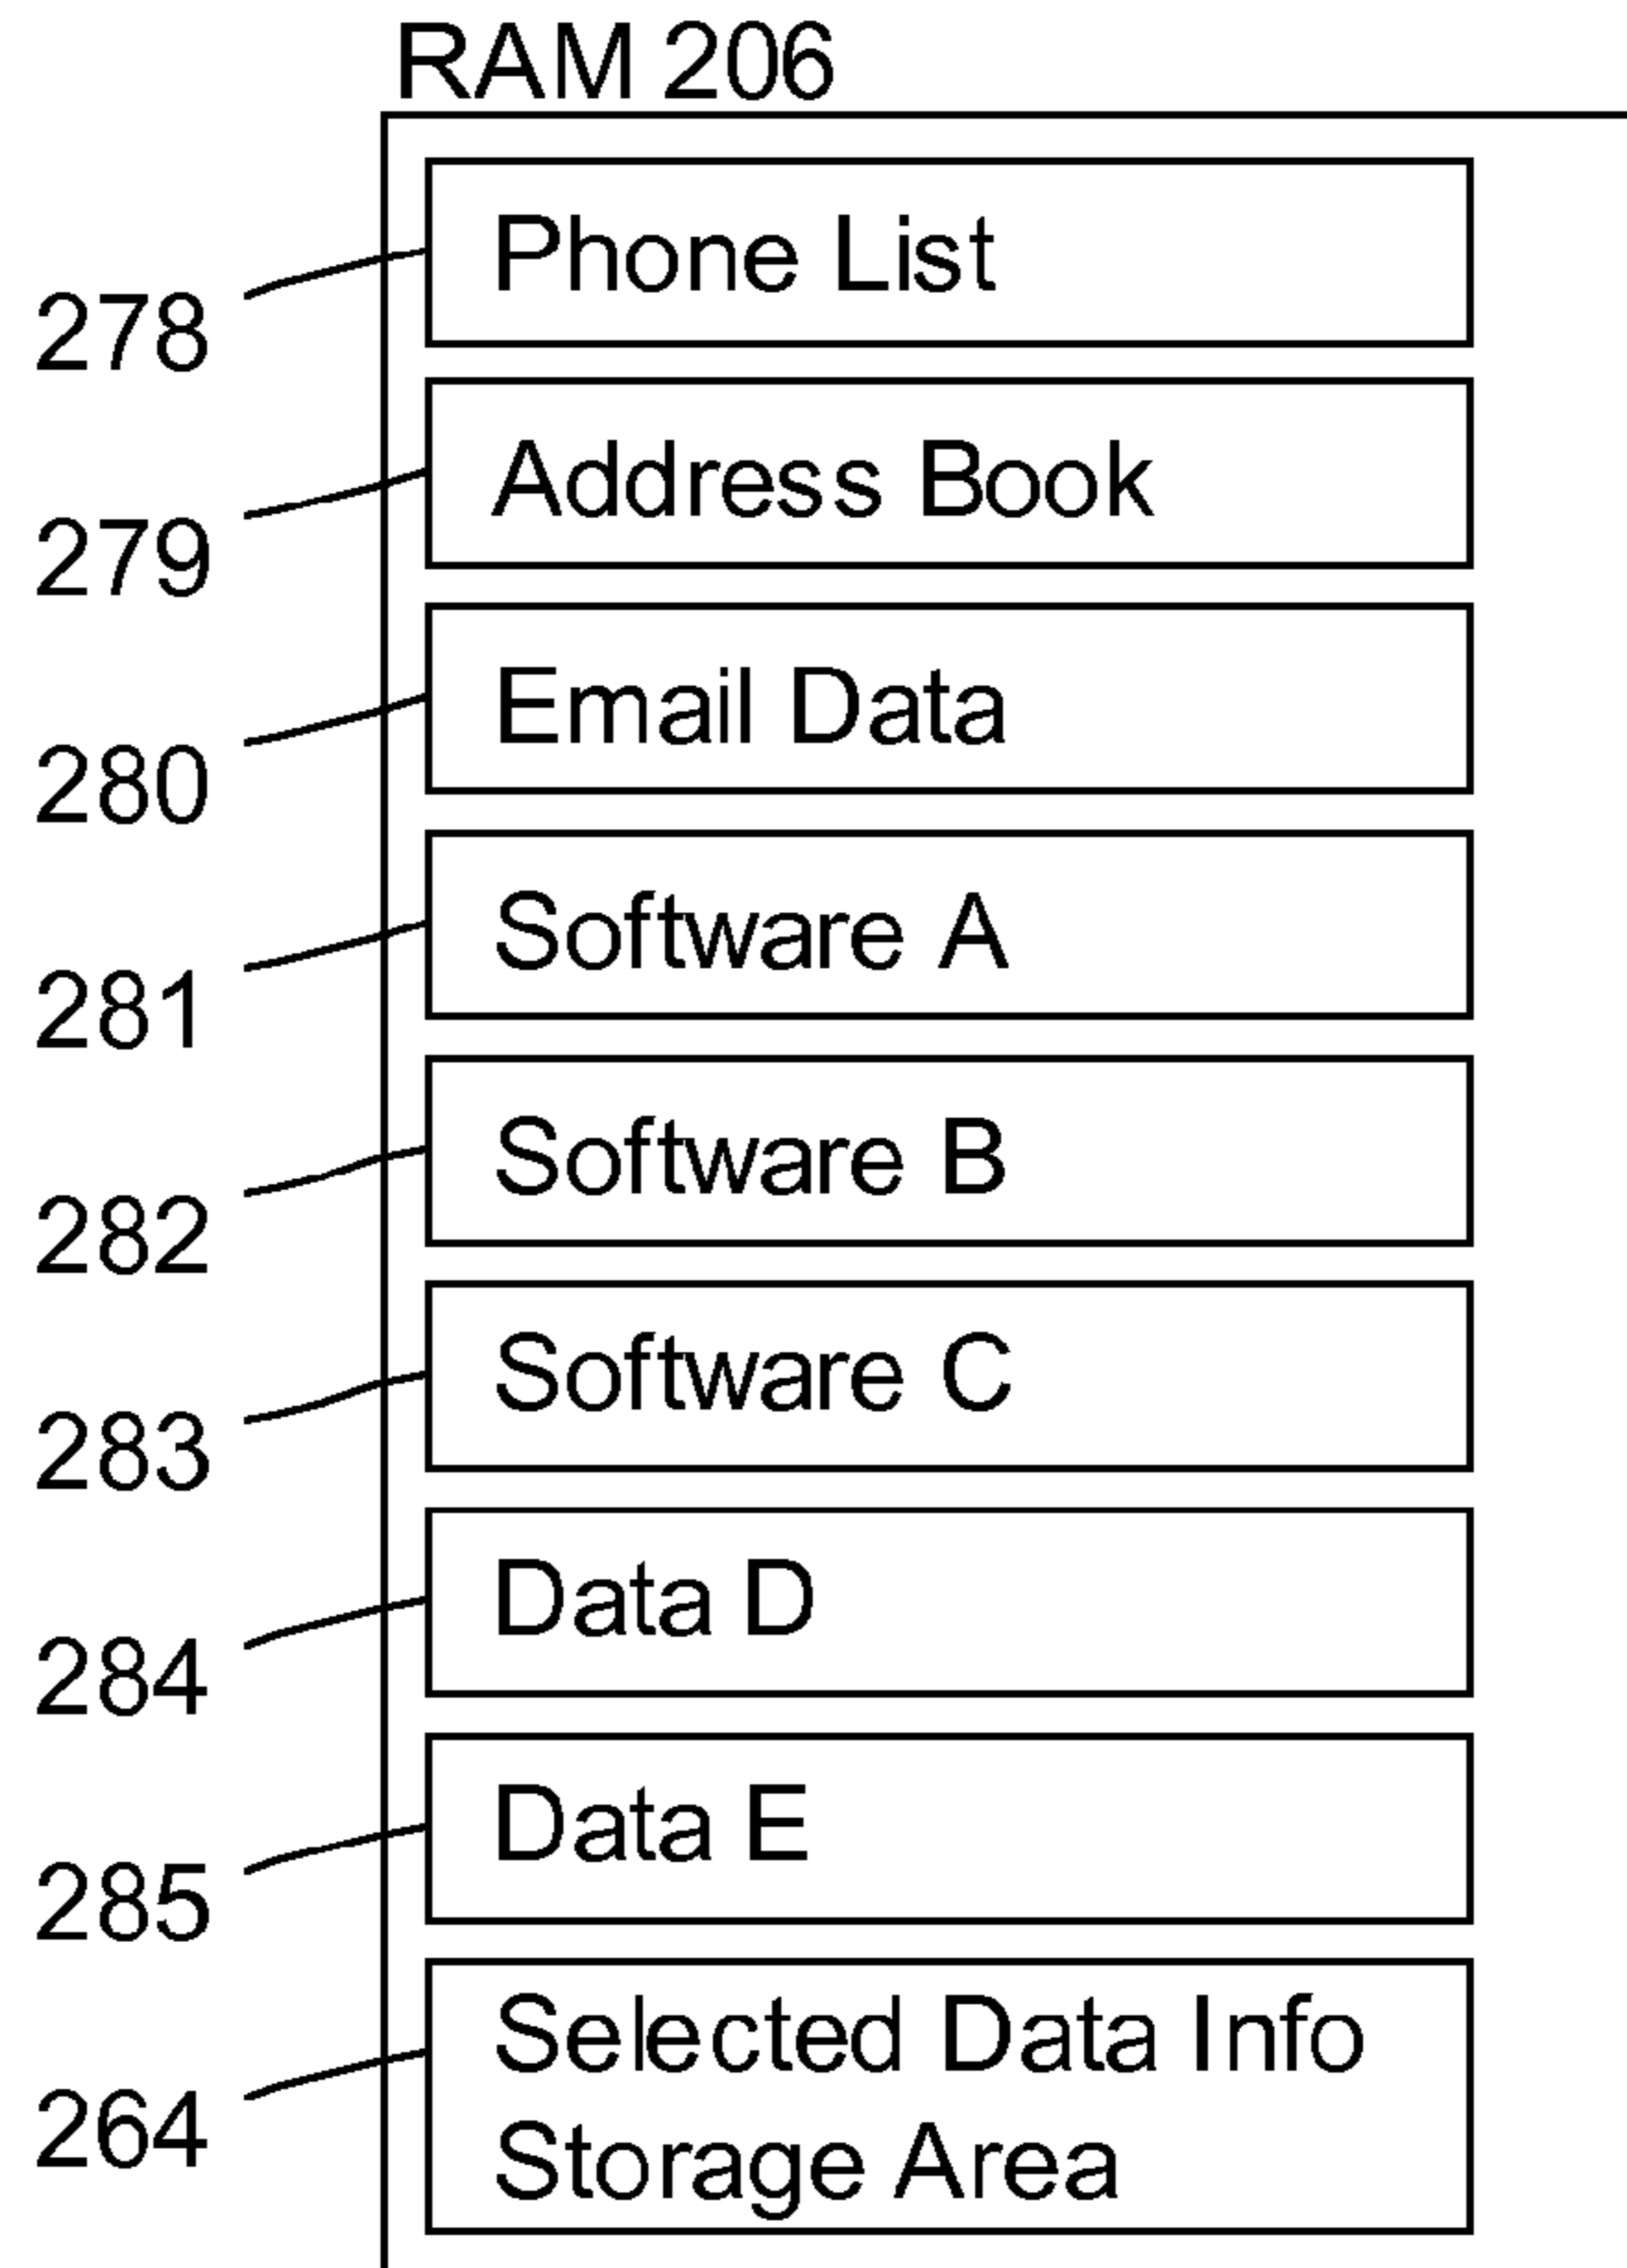 RAM 206
Phone List
278
Address Book
279
Email Data
280
Software A
281
Software B
282
Software C
283
Data D
284
Data E
285
Selected Data Info
264
Storage Area